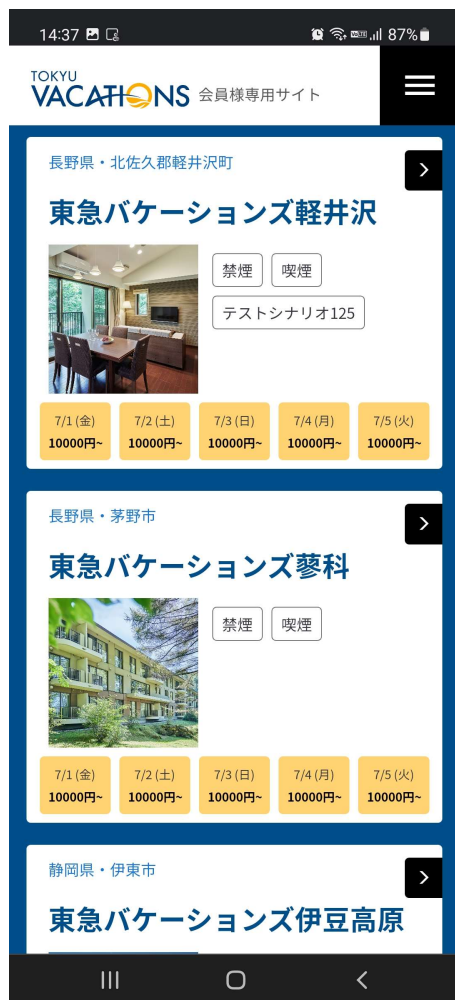 14:37
87%
TOKYU
VACATIONS 会員様専用サイト
長野県・北佐久郡軽井沢町
東急バケーションズ軽井沢
禁煙 喫煙
テストシナリオ125
7/1 (金) 7/2 (土) 7/3 (日) 7/4 (月) 7/5 (火)
10000円~ 10000円~ 10000円~ 10000円~ 10000円~
長野県・茅野市
東急バケーションズ蓼科
禁煙 喫煙
7/1 (金) 7/2 (土) 7/3 (日) 7/4 (月) 7/5 (火)
10000円~ 10000円~ 10000円~ 10000円~ 10000円~
静岡県・伊東市
東急バケーションズ伊豆高原